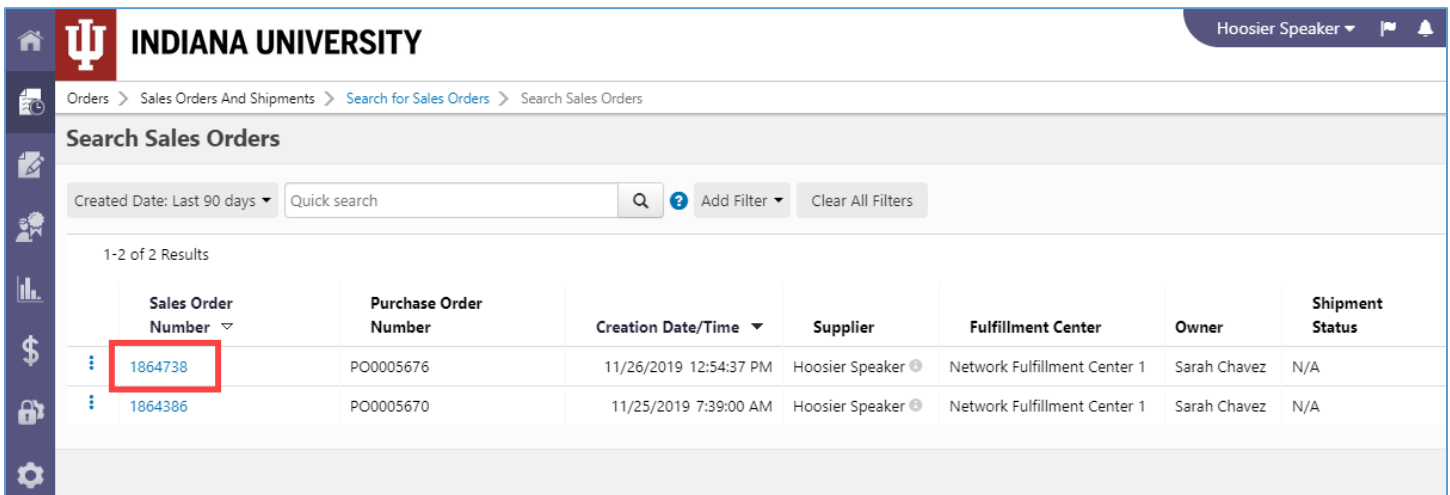 INDIANA UNIVERSITY
Hoosier Speaker
Orders > Sales Orders And Shipments > Search for Sales Orders > Search Sales Orders
Search Sales Orders
Created Date: Last 90 days Quick search ? Add Filter Clear All Filters
1-2 of 2 Results
Sales Order Number Purchase Order Number Creation Date/Time Supplier Fulfillment Center Owner Shipment Status
1864738 PO0005676 11/26/2019 12:54:37 PM Hoosier Speaker Network Fulfillment Center 1 Sarah Chavez N/A
1864386 PO0005670 11/25/2019 7:39:00 AM Hoosier Speaker Network Fulfillment Center 1 Sarah Chavez N/A